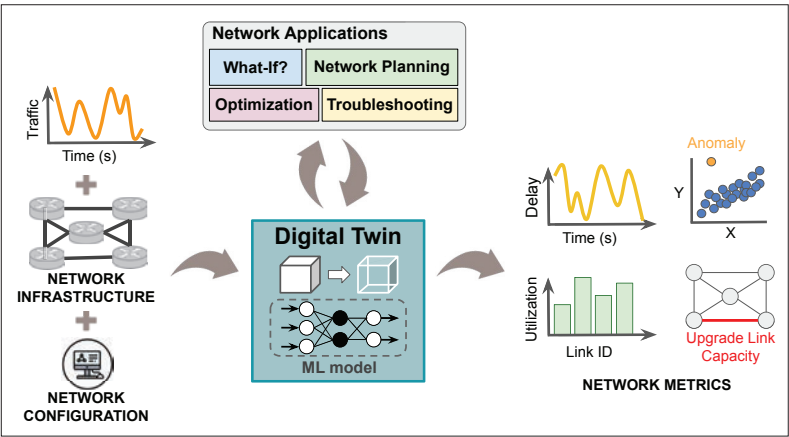 Network Applications
What-If?
Network Planning
Optimization
Troubleshooting
Traffic
Time (s)
NETWORK
INFRASTRUCTURE
NETWORK
CONFIGURATION
Digital Twin
ML model
Delay
Time (s)
Anomaly
Y
X
Utilization
Link ID
Upgrade Link
Capacity
NETWORK METRICS